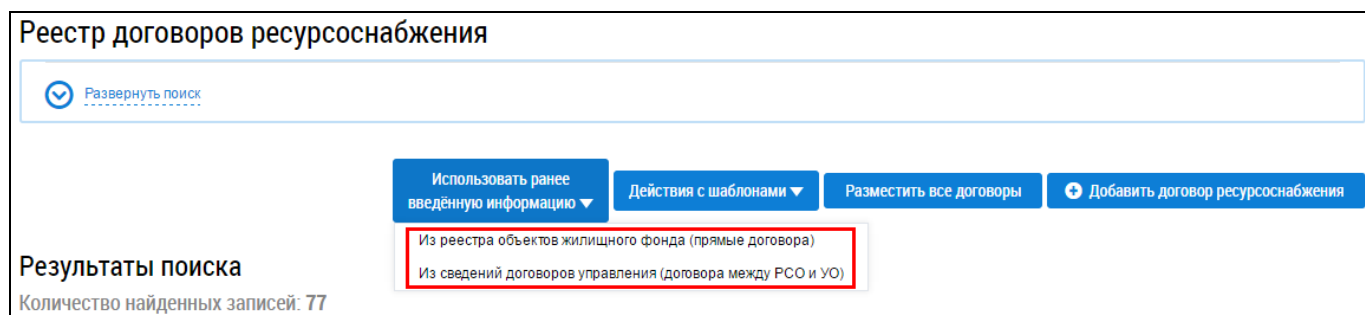 Реестр договоров ресурсоснабжения
Развернуть поиск
Использовать ранее
введённую информацию
Действия с шаблонами
Разместить все договоры
Добавить договор ресурсоснабжения
Из реестра объектов жилищного фонда (прямые договора)
Из сведений договоров управления (договора между РСО и УО)
Результаты поиска
Количество найденных записей: 77